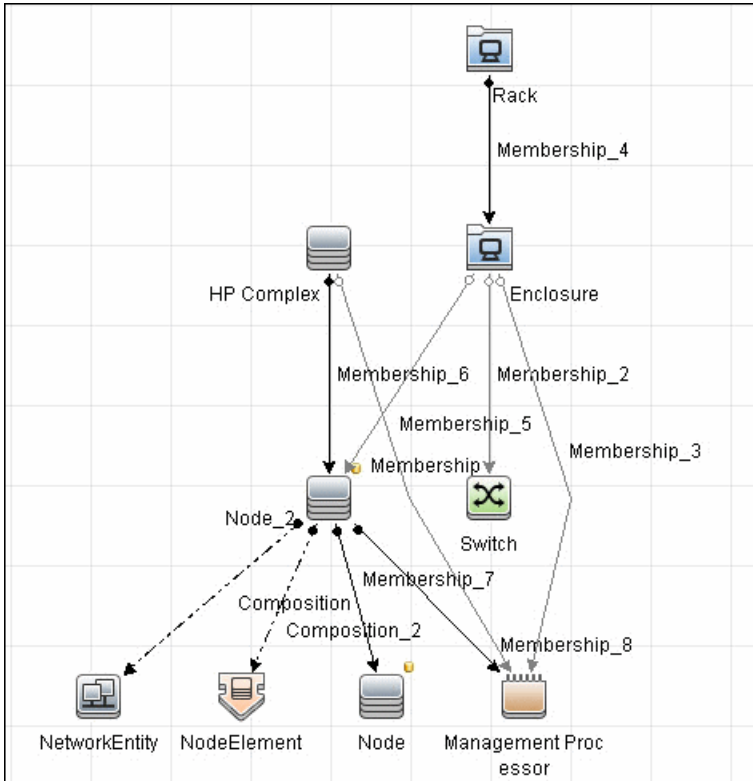 Rack
Membership_4
HP Complex
Enclosure
Membership_6
Membership_2
Membership_5
Membership_3
Membership
Node_2
Switch
Membership_7
Composition
Composition_2
Membership_8
NetworkEntity
NodeElement
Node
Management Proc
essor